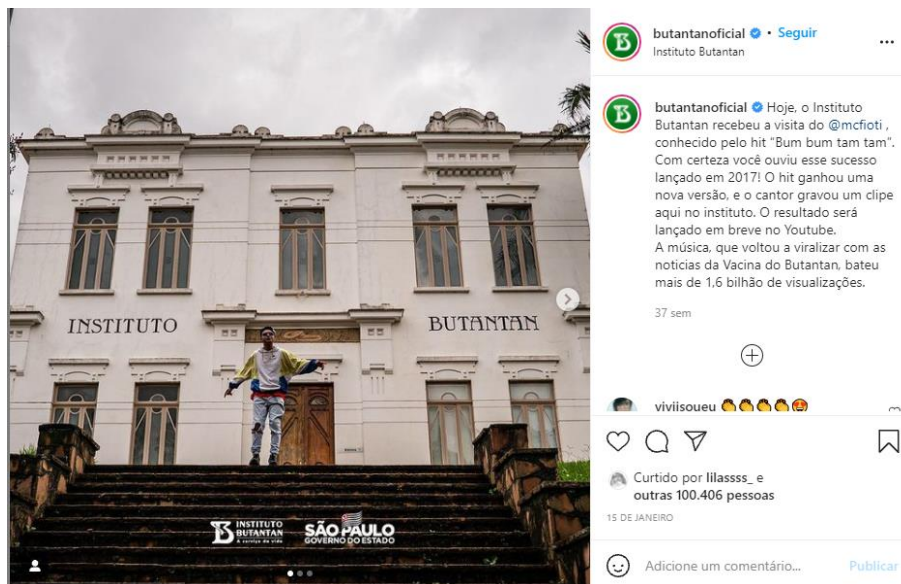 INSTITUTO
BUTANTAN
INSTITUTO
BUTANTAN
A serviço da vida
SÃO PAULO
GOVERNO DO ESTADO
butantanoficial • Seguir
Instituto Butantan
butantanoficial Hoje, o Instituto
Butantan recebeu a visita do @mcfioti ,
conhecido pelo hit “Bum bum tam tam”.
Com certeza você ouviu esse sucesso
lançado em 2017! O hit ganhou uma
nova versão, e o cantor gravou um clipe
aqui no instituto. O resultado será
lançado em breve no Youtube.
A música, que voltou a viralizar com as
noticias da Vacina do Butantan, bateu
mais de 1,6 bilhão de visualizações.
37 sem
viviisoueu 👏👏👏👏🤩
Curtido por lilassss_ e
outras 100.406 pessoas
15 DE JANEIRO
Adicione um comentário...
Publicar